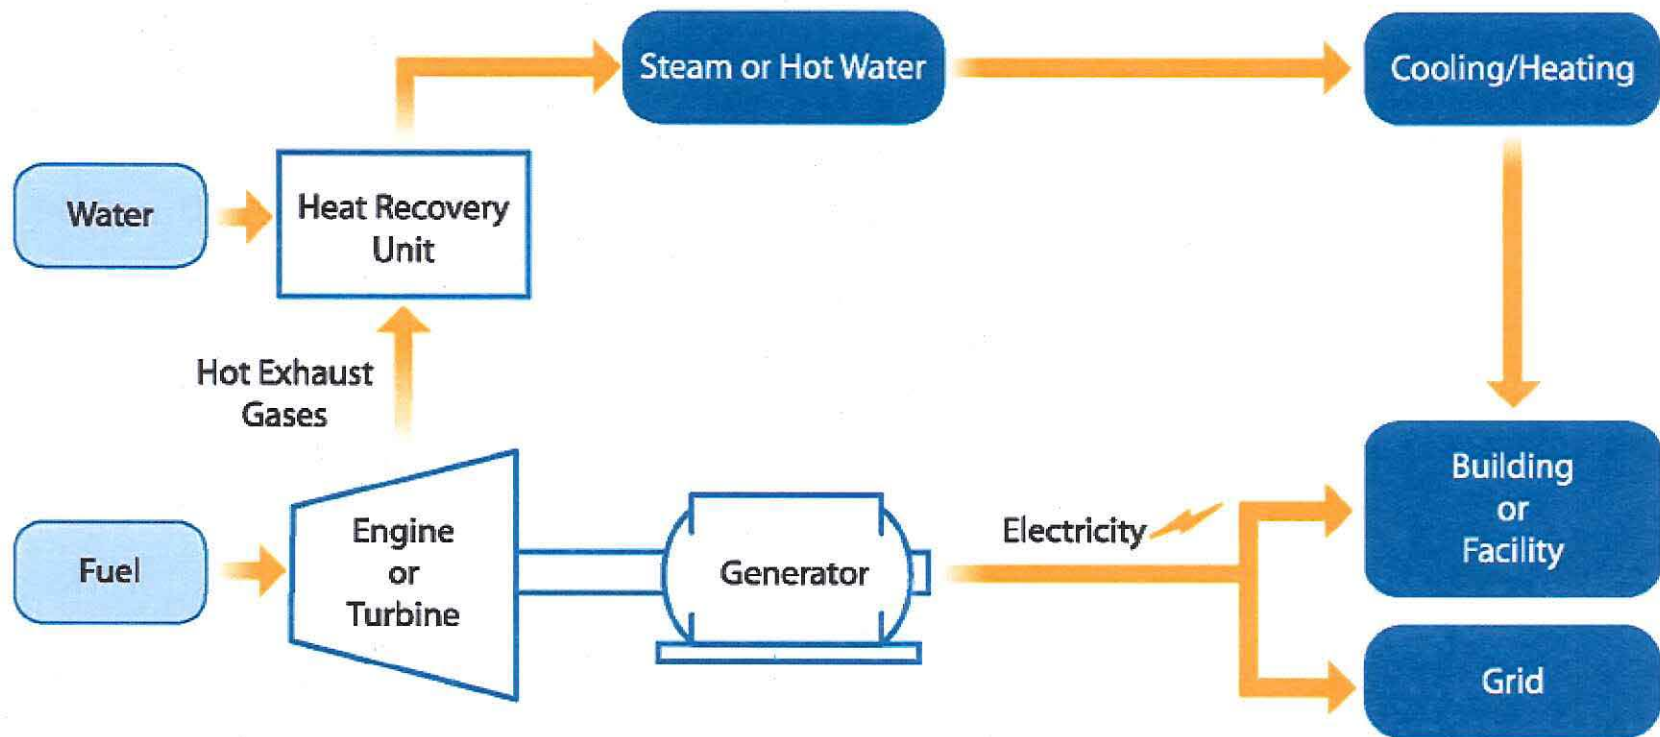 Steam or Hot Water
Cooling/Heating
Water
Heat Recovery
Unit
Hot Exhaust
Gases
Fuel
Engine
or
Turbine
Generator
Electricity
Building
or
Facility
Grid